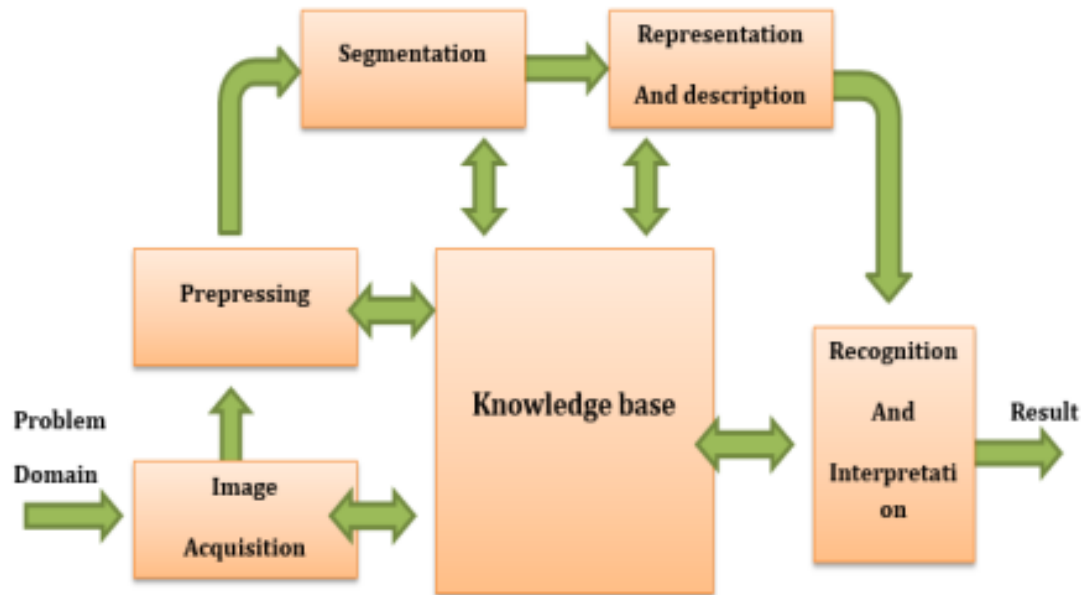 Segmentation
Representation
And description
Prepressing
Knowledge base
Recognition
And
Interpretati
on
Result
Problem
Domain
Image
Acquisition